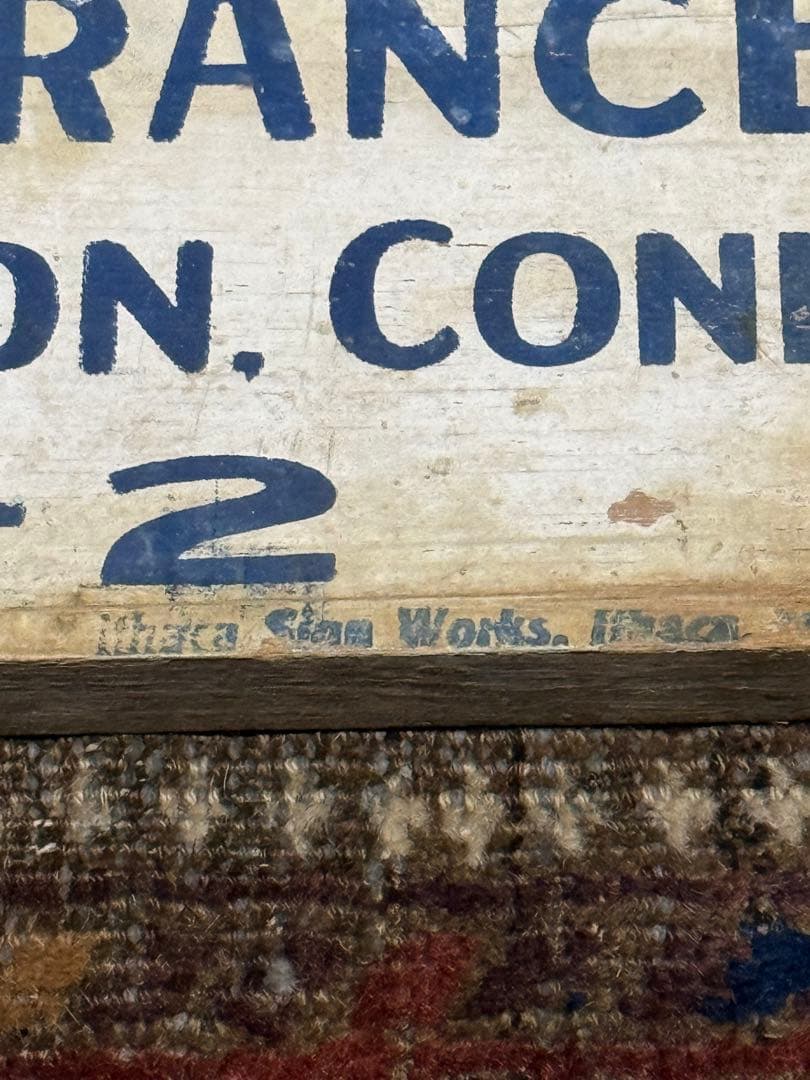 RANCE
ON, CONN
- 2
Ithaca Sign Works. Ithaca